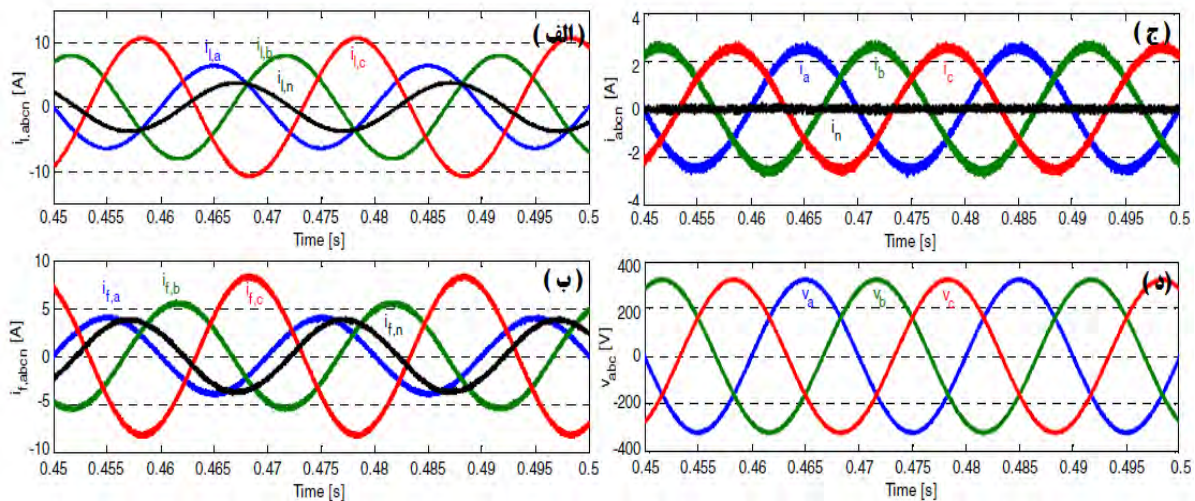 (الف)
i_l,abcn [A]
10
0
-10
i_l,a
i_l,b
i_l,c
i_l,n
0.45 0.455 0.46 0.465 0.47 0.475 0.48 0.485 0.49 0.495 0.5
Time [s]
(ج)
i_abcn [A]
4
2
0
-2
-4
i_a
i_b
i_c
i_n
0.45 0.455 0.46 0.465 0.47 0.475 0.48 0.485 0.49 0.495 0.5
Time [s]
(ب)
i_f,abcn [A]
10
5
0
-5
-10
i_f,a
i_f,b
i_f,c
i_f,n
0.45 0.455 0.46 0.465 0.47 0.475 0.48 0.485 0.49 0.495 0.5
Time [s]
(د)
v_abc [V]
400
200
0
-200
-400
v_a
v_b
v_c
0.45 0.455 0.46 0.465 0.47 0.475 0.48 0.485 0.49 0.495 0.5
Time [s]